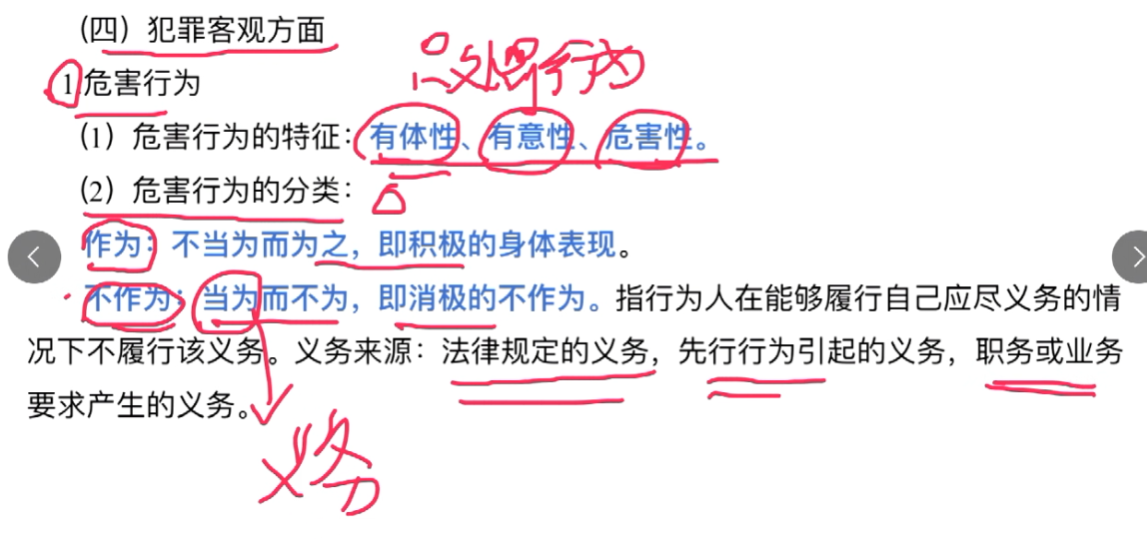 （四）犯罪客观方面
只处罚行为
1.危害行为
（1）危害行为的特征：有体性、有意性、危害性。
（2）危害行为的分类：
作为：不当为而为之，即积极的身体表现。
不作为：当为而不为，即消极的不作为。指行为人在能够履行自己应尽义务的情
况下不履行该义务。义务来源：法律规定的义务，先行行为引起的义务，职务或业务
要求产生的义务。
义务